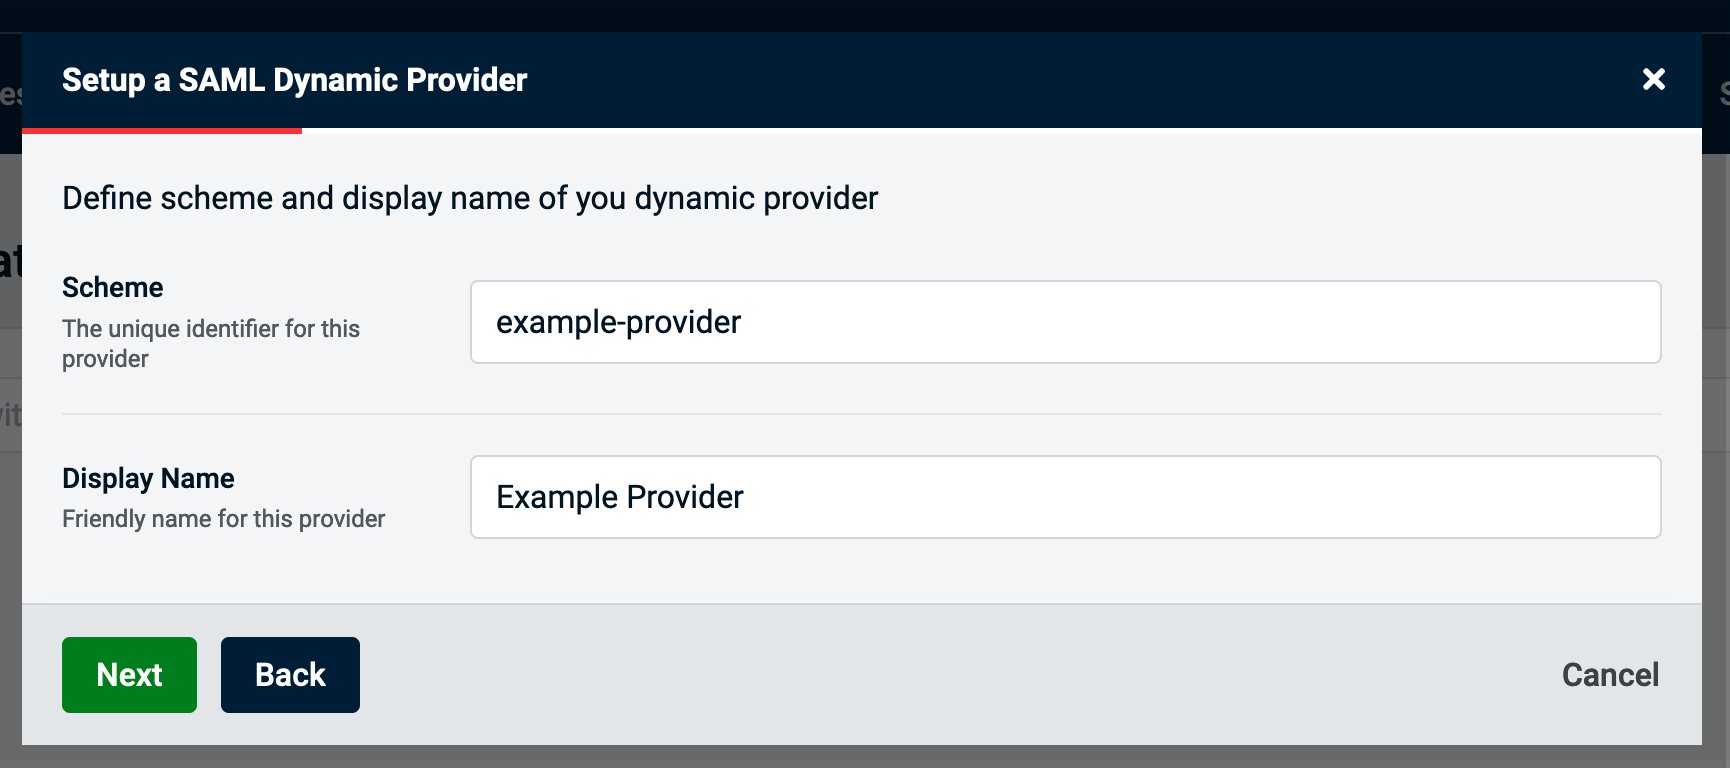 Setup a SAML Dynamic Provider
Define scheme and display name of you dynamic provider
Scheme
The unique identifier for this
provider
example-provider
Display Name
Friendly name for this provider
Example Provider
Next
Back
Cancel